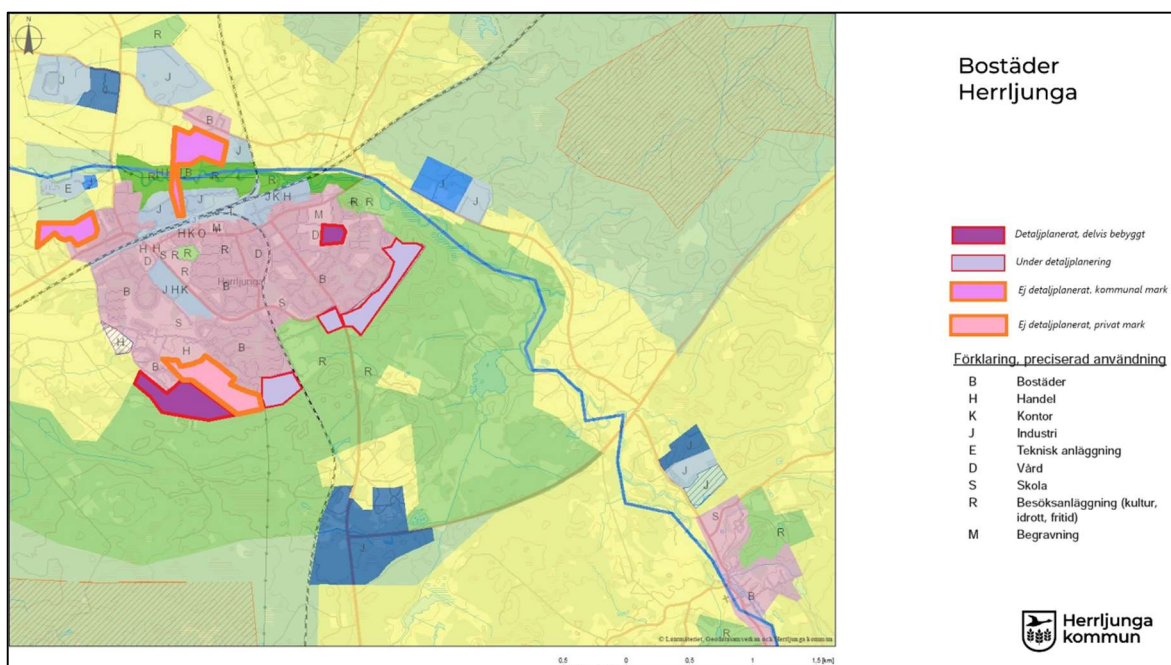 Bostäder
Herrljunga
N
R
J
J
B
J
E
J
J
J
J K H
M
R R
H K O
M
D
H H
D
S R
R
R
R
D
Herrljunga
B
J H K
B
S
S
H
H
B
B
R
R
J
J
J
J
J
S
R
B
R
Detaljplanerat, delvis bebyggt
Under detaljplanering
Ej detaljplanerat. kommunal mark
Ej detaljplanerat, privat mark
Förklaring, preciserad användning
B Bostäder
H Handel
K Kontor
J Industri
E Teknisk anläggning
D Vård
S Skola
R Besöksanläggning (kultur,
idrott, fritid)
M Begravning
© Lantmäteriet, Geodatasamverkan och Herrljunga kommun
0.5 0 0.5 1 1.5 [km]
Herrljunga
kommun